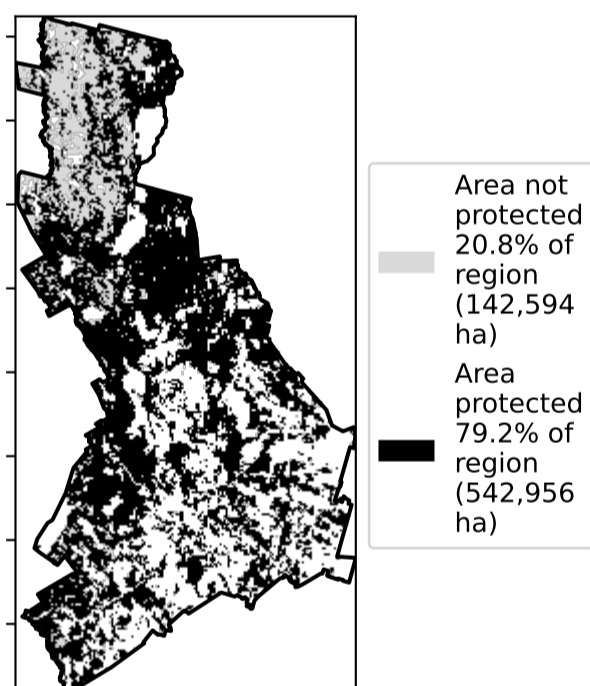 Area not
protected
20.8% of
region
(142,594
ha)
Area
protected
79.2% of
region
(542,956
ha)